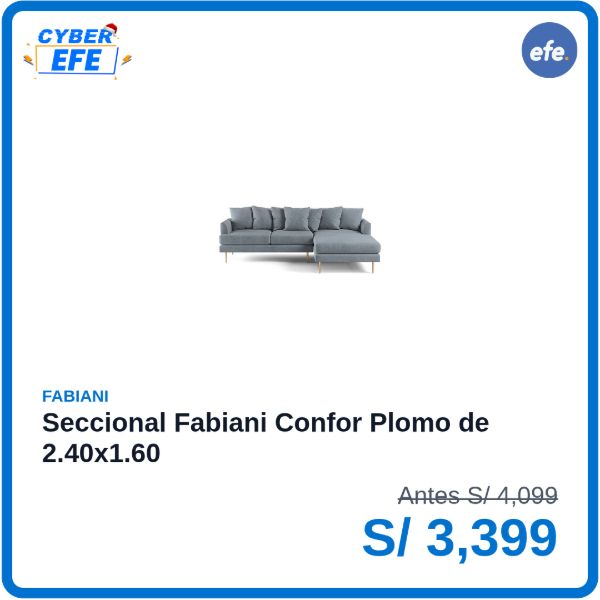 CYBER
EFE
efe.
FABIANI
Seccional Fabiani Confor Plomo de
2.40x1.60
Antes S/ 4,099
S/ 3,399